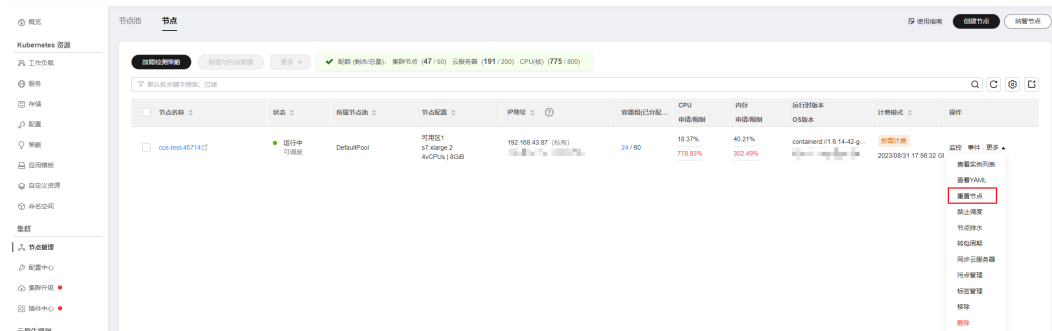 概览
Kubernetes 资源
工作负载
服务
存储
配置
策略
应用模板
自定义资源
命名空间
集群
节点管理
配置中心
集群升级
插件中心
节点池 节点
使用指南 创建节点 纳管节点
故障检测策略 标签与污点管理 更多
配额 (剩余/总量): 集群节点 (47 / 50) 云服务器 (191 / 200) CPU(核) (775 / 800)
默认按关键字搜索、过滤
节点名称 状态 所属节点池 节点配置 IP地址 容器组(已分配... CPU 申请/限制 内存 申请/限制 运行时版本 OS版本 计费模式 操作
cce-test-45714
运行中
可调度
DefaultPool
可用区1
s7.xlarge.2
4vCPUs | 8GiB
192.168.43.87 (私有)
24 / 60
18.37%
778.83%
40.21%
302.49%
containerd://1.6.14-42-g...
按需计费
2023/08/31 17:56:32 G
监控 事件 更多
查看实例列表
查看YAML
重置节点
禁止调度
节点排水
转包周期
同步云服务器
污点管理
标签管理
移除
删除